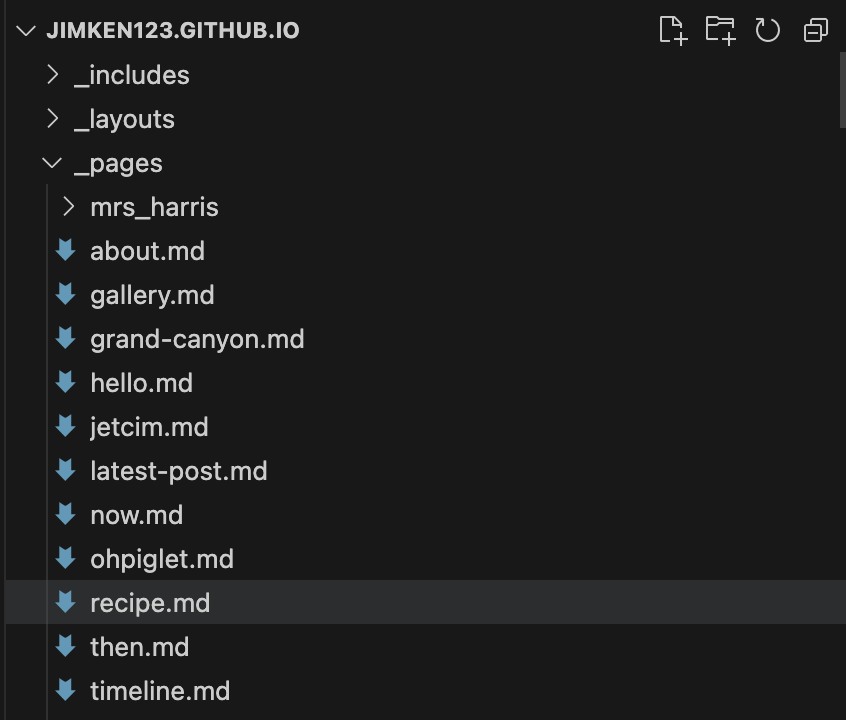 JIMKEN123.GITHUB.IO
_includes
_layouts
_pages
mrs_harris
about.md
gallery.md
grand-canyon.md
hello.md
jetcim.md
latest-post.md
now.md
ohpiglet.md
recipe.md
then.md
timeline.md